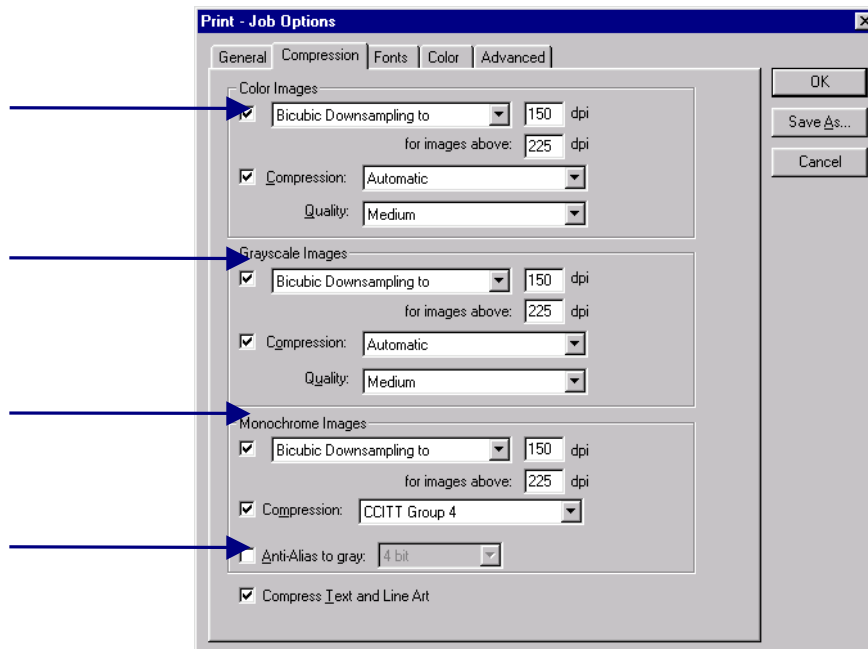 Print - Job Options
General Compression Fonts Color Advanced
OK
Save As...
Cancel
Color Images
Bicubic Downsampling to 150 dpi
for images above: 225 dpi
Compression: Automatic
Quality: Medium
Grayscale Images
Bicubic Downsampling to 150 dpi
for images above: 225 dpi
Compression: Automatic
Quality: Medium
Monochrome Images
Bicubic Downsampling to 150 dpi
for images above: 225 dpi
Compression: CCITT Group 4
Anti-Alias to gray: 4 bit
Compress Text and Line Art